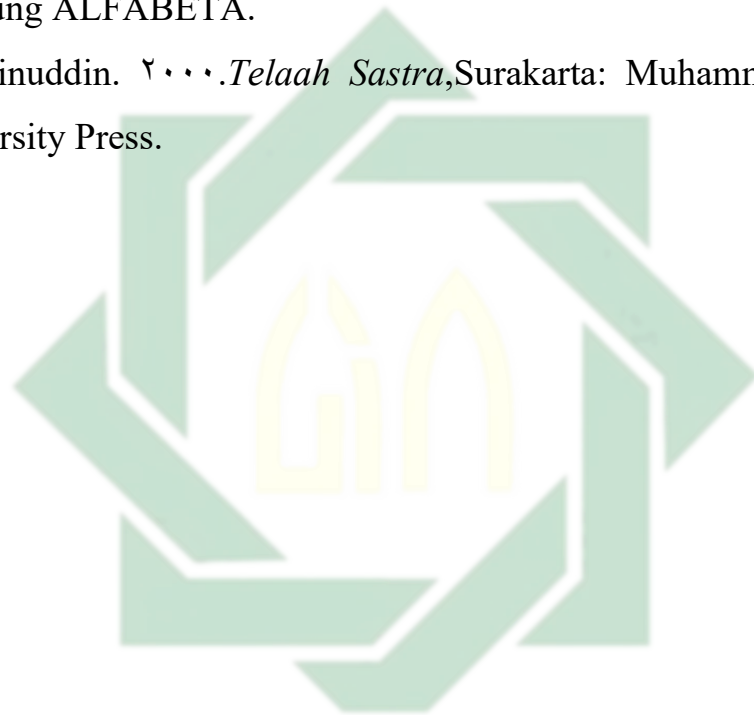 ung ALFABETA.
inuddin. ٢٠٠٠.Telaah Sastra,Surakarta: Muhamm
rsity Press.